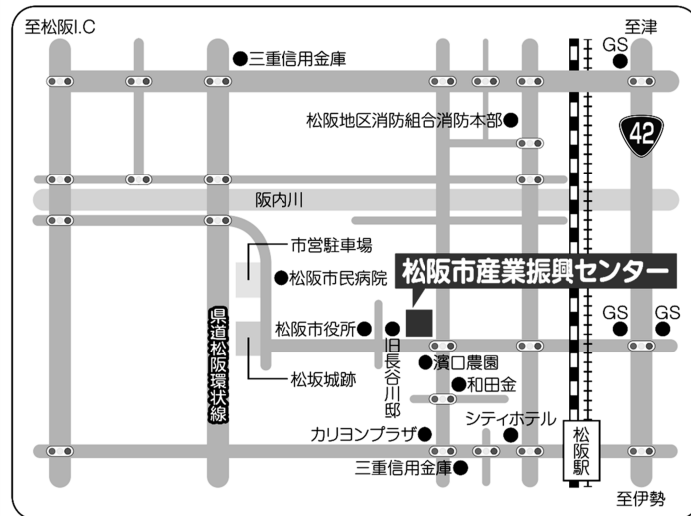 至松阪I.C
至津
GS
三重信用金庫
松阪地区消防組合消防本部
42
阪内川
市営駐車場
松阪市産業振興センター
松阪市民病院
GS
GS
松阪市役所
県道松阪環状線
旧長谷川邸
濱口農園
松坂城跡
和田金
シティホテル
カリヨンプラザ
松阪駅
三重信用金庫
至伊勢